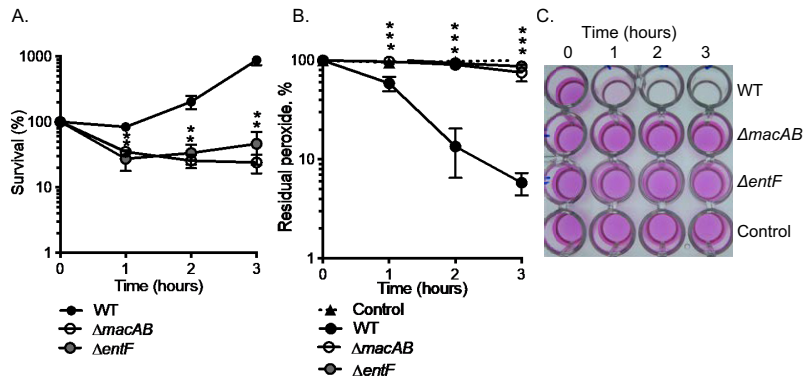 A.
Survival (%)
1000
100
10
1
**
**
**
0 1 2 3
Time (hours)
WT
ΔmacAB
ΔentF
B.
Residual peroxide. %
100
10
1
***
***
***
0 1 2 3
Time (hours)
Control
WT
ΔmacAB
ΔentF
C.
Time (hours)
0 1 2 3
WT
ΔmacAB
ΔentF
Control